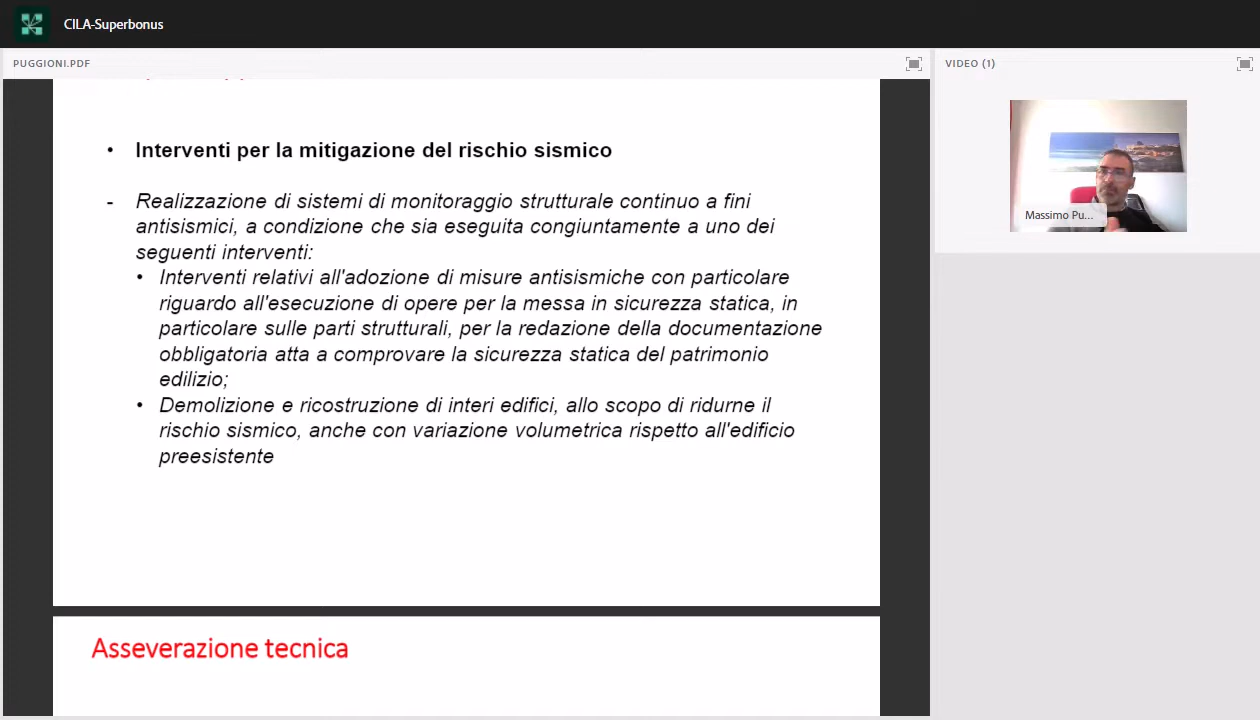 CILA-Superbonus
PUGGIONI.PDF
VIDEO (1)
• Interventi per la mitigazione del rischio sismico
- Realizzazione di sistemi di monitoraggio strutturale continuo a fini
antisismici, a condizione che sia eseguita congiuntamente a uno dei
seguenti interventi:
• Interventi relativi all'adozione di misure antisismiche con particolare
riguardo all'esecuzione di opere per la messa in sicurezza statica, in
particolare sulle parti strutturali, per la redazione della documentazione
obbligatoria atta a comprovare la sicurezza statica del patrimonio
edilizio;
• Demolizione e ricostruzione di interi edifici, allo scopo di ridurne il
rischio sismico, anche con variazione volumetrica rispetto all'edificio
preesistente
Asseverazione tecnica
Massimo Pu...